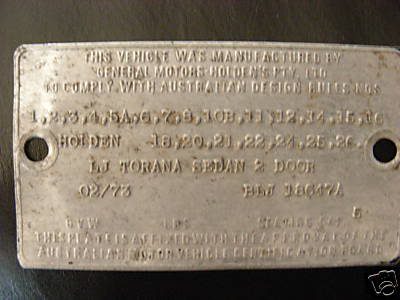 THIS VEHICLE WAS MANUFACTURED BY
GENERAL MOTORS-HOLDEN'S PTY. LTD
TO COMPLY WITH AUSTRALIAN DESIGN RULES NOS
1,2,3,4,5A,6,7,8,10B,11,12,14,15,16
HOLDEN 18,20,21,22,24,25,26.
LJ TORANA SEDAN 2 DOOR
02/73 BLJ
5
GVW LBS SEATING CAP
THIS PLATE IS AFFIXED WITH THE APPROVAL OF THE
AUSTRALIAN MOTOR VEHICLE CERTIFICATION BOARD